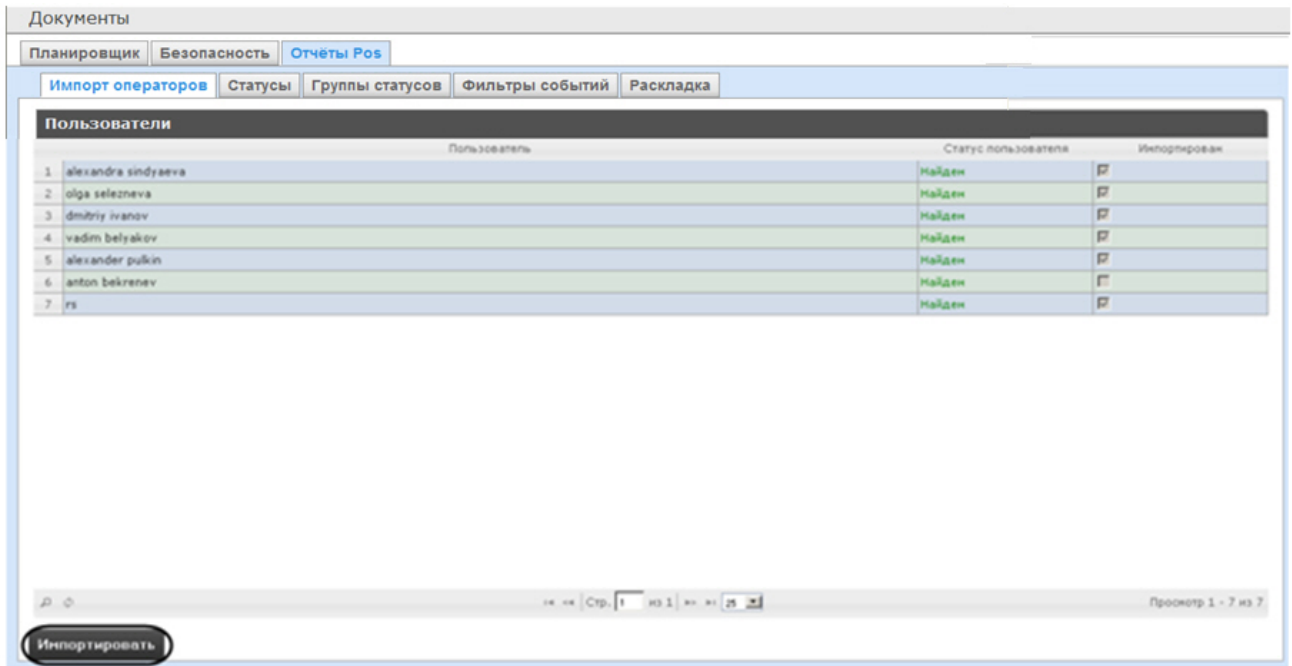 Документы
Планировщик Безопасность Отчёты Pos
Импорт операторов Статусы Группы статусов Фильтры событий Раскладка
Пользователи
Пользователь Статус пользователя Импортирован
1 alexandra sindyaeva Найден
2 olga selezneva Найден
3 dmitriy ivanov Найден
4 vadim belyakov Найден
5 alexander pulkin Найден
6 anton bekrenev Найден
7 rs Найден
Стр. 1 из 1 25 Просмотр 1 - 7 из 7
Импортировать